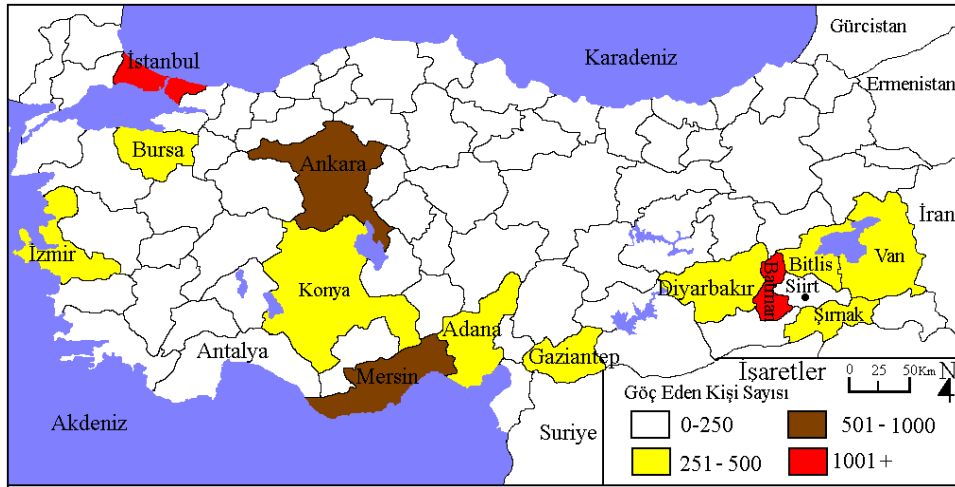 Gürcistan
İstanbul
Karadeniz
Ermenistan
Bursa
Ankara
İran
İzmir
Konya
Bitlis
Van
Batman
Siirt
Diyarbakır
Şırnak
Adana
Gaziantep
Antalya
Mersin
İşaretler
0 25 50Km N
Göç Eden Kişi Sayısı
Akdeniz
Suriye
0-250
501-1000
251-500
1001+